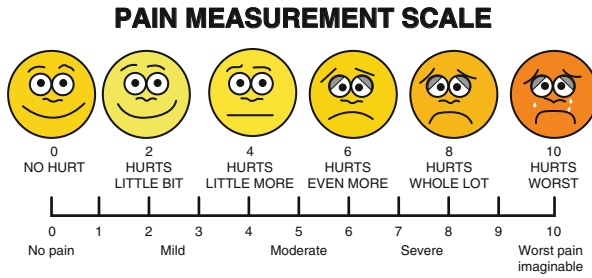 PAIN MEASUREMENT SCALE
0 2 4 6 8 10
NO HURT HURTS HURTS HURTS HURTS HURTS
LITTLE BIT LITTLE MORE EVEN MORE WHOLE LOT WORST
0 1 2 3 4 5 6 7 8 9 10
No pain Mild Moderate Severe Worst pain
imaginable